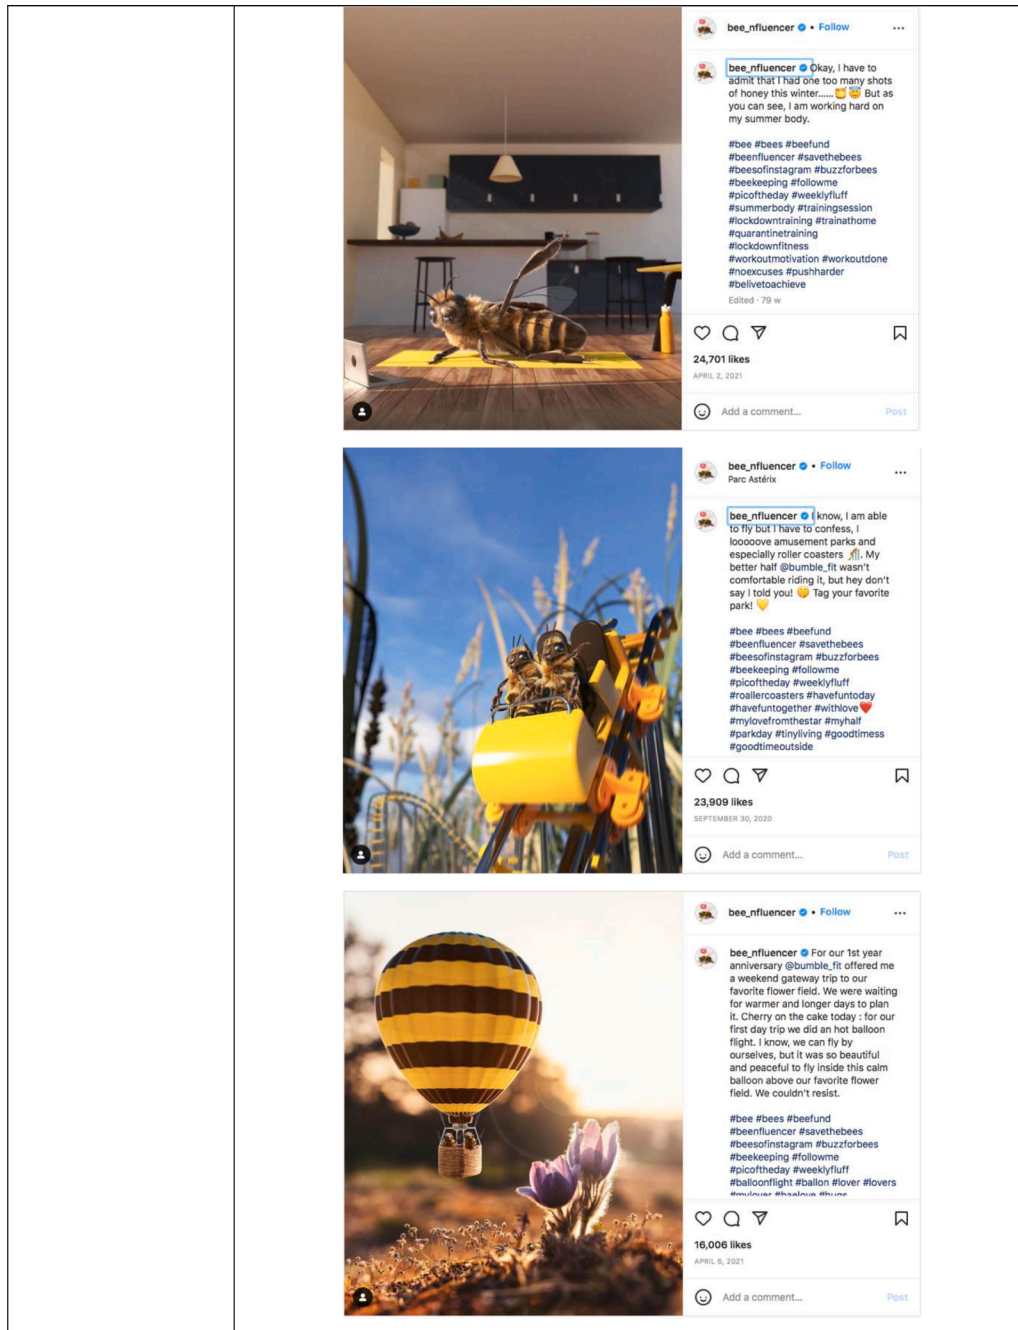 bee_nfluencer • Follow
bee_nfluencer Okay, I have to
admit that I had one too many shots
of honey this winter...... 🍯😇 But as
you can see, I am working hard on
my summer body.
#bee #bees #beefund
#beenfluencer #savethebees
#beesofinstagram #buzzforbees
#beekeeping #followme
#picoftheday #weeklyfluff
#summerbody #trainingsession
#lockdowntraining #trainathome
#quarantinetraining
#lockdownfitness
#workoutmotivation #workoutdone
#noexcuses #pushharder
#belivetoachieve
Edited · 79 w
24,701 likes
APRIL 2, 2021
Add a comment...
Post
bee_nfluencer • Follow
Parc Astérix
bee_nfluencer I know, I am able
to fly but I have to confess, I
looooove amusement parks and
especially roller coasters 🎢. My
better half @bumble_fit wasn't
comfortable riding it, but hey don't
say I told you! 🤫 Tag your favorite
park! 💛
#bee #bees #beefund
#beenfluencer #savethebees
#beesofinstagram #buzzforbees
#beekeeping #followme
#picoftheday #weeklyfluff
#roallercoasters #havefuntoday
#havefuntogether #withlove❤️
#mylovefromthestar #myhalf
#parkday #tinyliving #goodtimess
#goodtimeoutside
23,909 likes
SEPTEMBER 30, 2020
Add a comment...
Post
bee_nfluencer • Follow
bee_nfluencer For our 1st year
anniversary @bumble_fit offered me
a weekend gateway trip to our
favorite flower field. We were waiting
for warmer and longer days to plan
it. Cherry on the cake today : for our
first day trip we did an hot balloon
flight. I know, we can fly by
ourselves, but it was so beautiful
and peaceful to fly inside this calm
balloon above our favorite flower
field. We couldn't resist.
#bee #bees #beefund
#beenfluencer #savethebees
#beesofinstagram #buzzforbees
#beekeeping #followme
#picoftheday #weeklyfluff
#balloonflight #ballon #lover #lovers
#mylover #baelove #hugs
16,006 likes
APRIL 6, 2021
Add a comment...
Post